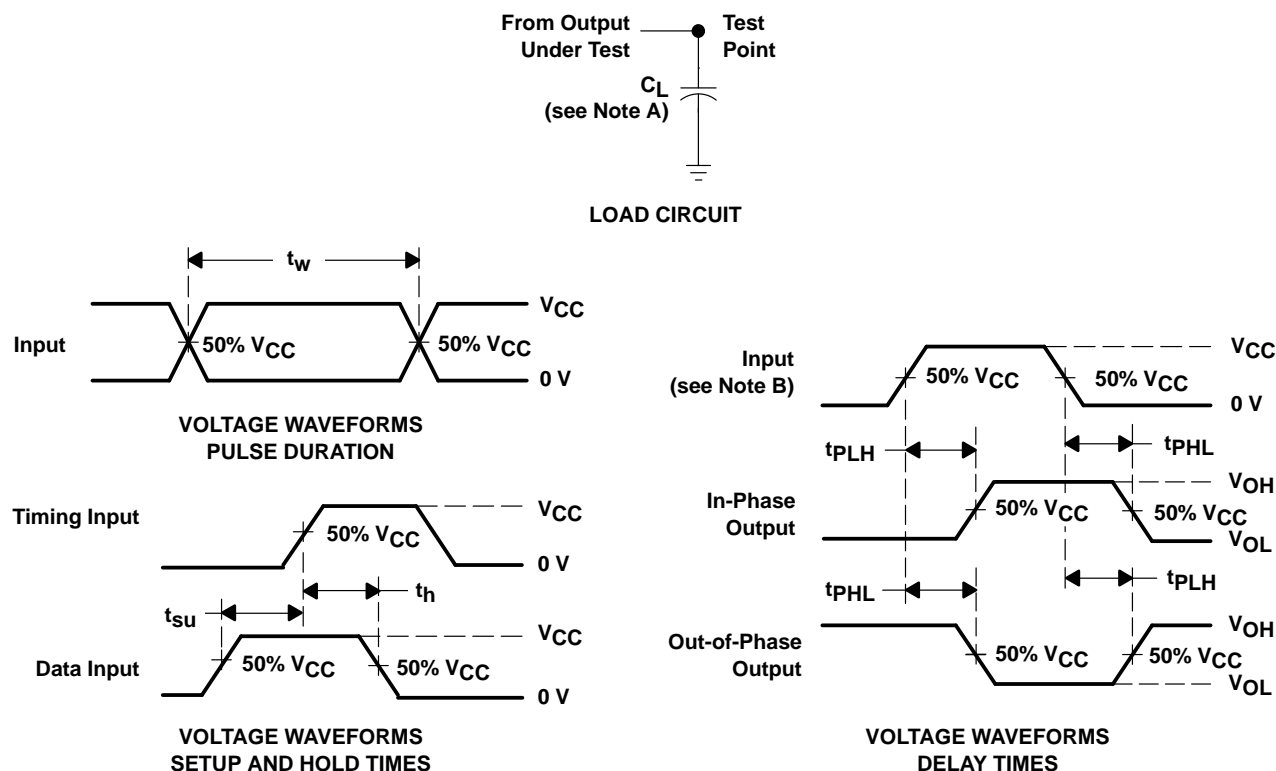 From Output
Under Test
Test
Point
CL
(see Note A)
LOAD CIRCUIT
tw
VCC
Input
50% VCC
50% VCC
0 V
VOLTAGE WAVEFORMS
PULSE DURATION
Timing Input
VCC
50% VCC
0 V
th
tsu
VCC
Data Input
50% VCC
50% VCC
0 V
VOLTAGE WAVEFORMS
SETUP AND HOLD TIMES
VCC
Input
(see Note B)
50% VCC
50% VCC
0 V
tPLH
tPHL
VOH
In-Phase
Output
50% VCC
50% VCC
VOL
tPHL
tPLH
VOH
Out-of-Phase
Output
50% VCC
50% VCC
VOL
VOLTAGE WAVEFORMS
DELAY TIMES